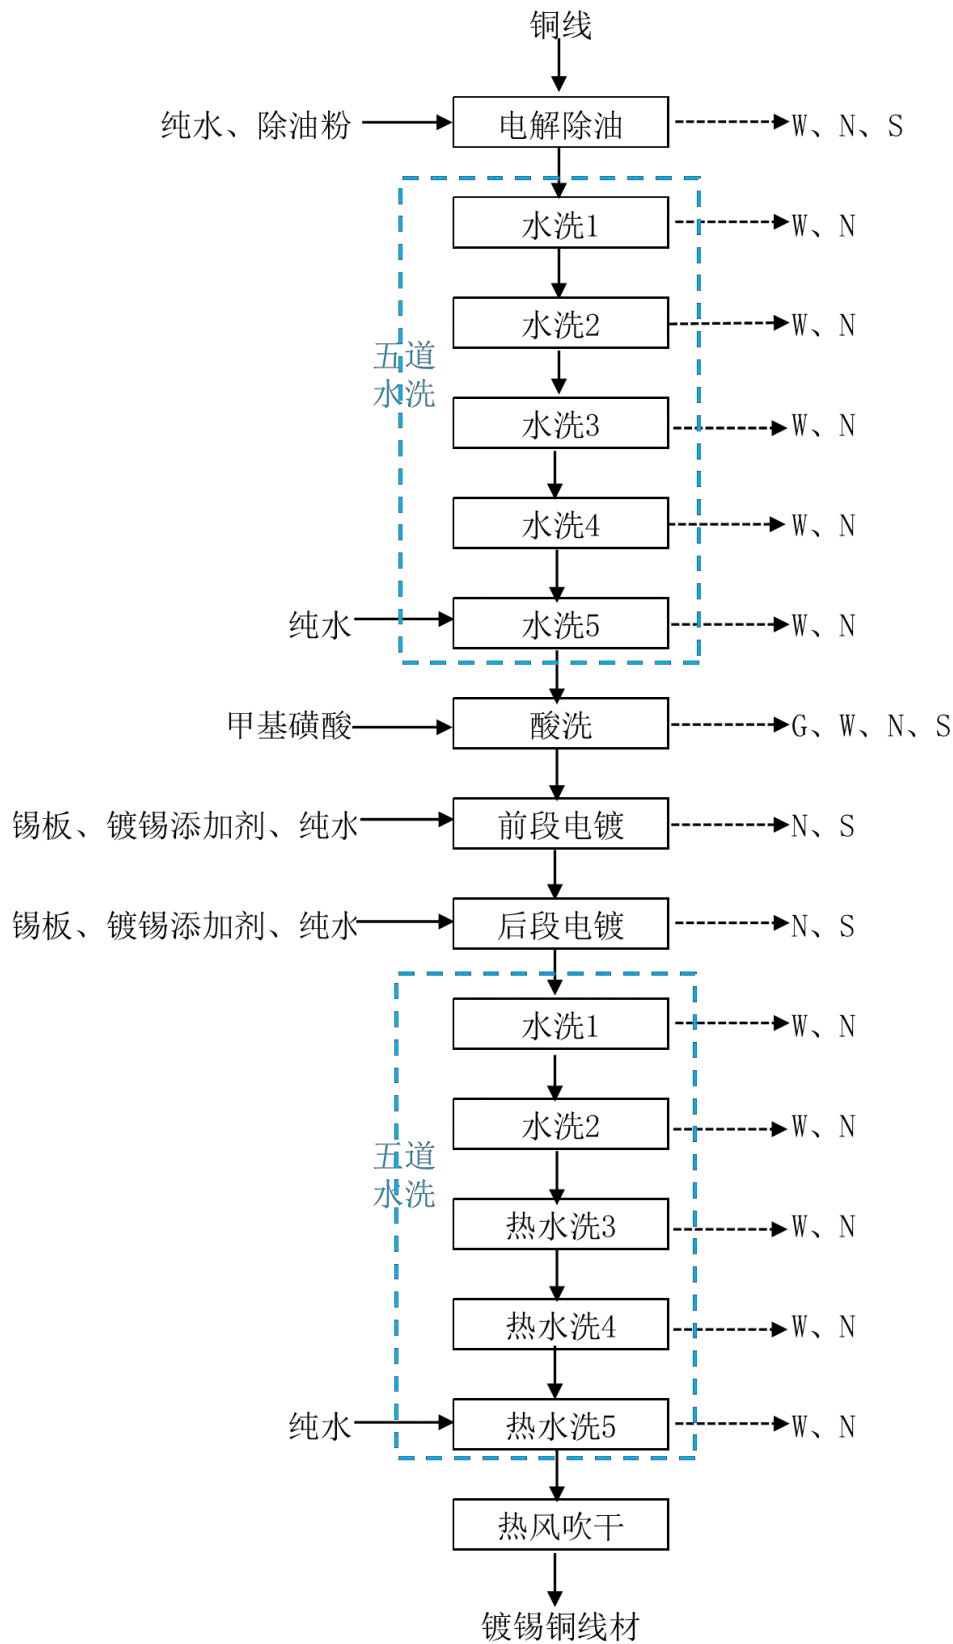 铜线
纯水、除油粉
电解除油
W、N、S
水洗1
W、N
水洗2
W、N
五道
水洗
水洗3
W、N
水洗4
W、N
纯水
水洗5
W、N
甲基磺酸
酸洗
G、W、N、S
锡板、镀锡添加剂、纯水
前段电镀
N、S
锡板、镀锡添加剂、纯水
后段电镀
N、S
水洗1
W、N
水洗2
W、N
五道
水洗
热水洗3
W、N
热水洗4
W、N
纯水
热水洗5
W、N
热风吹干
镀锡铜线材